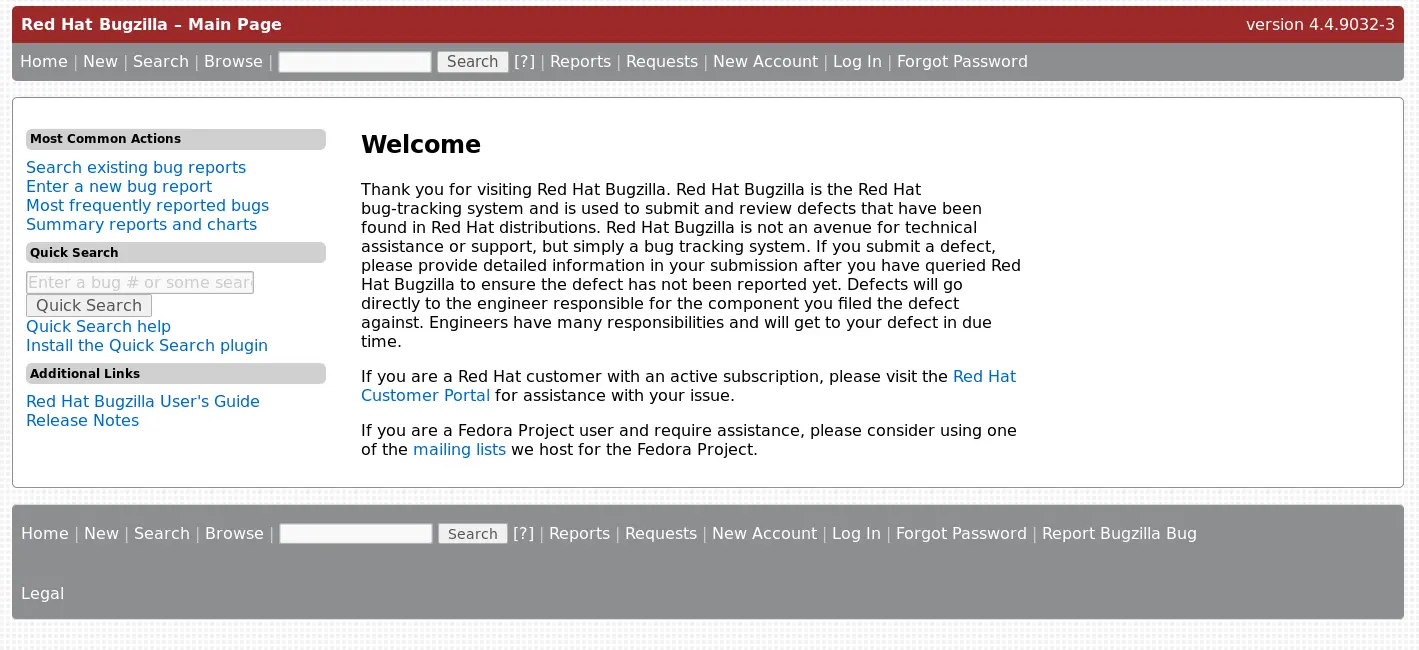 Red Hat Bugzilla – Main Page version 4.4.9032-3
Home | New | Search | Browse | Search [?] | Reports | Requests | New Account | Log In | Forgot Password
Most Common Actions
Search existing bug reports
Enter a new bug report
Most frequently reported bugs
Summary reports and charts
Quick Search
Enter a bug # or some sear
Quick Search
Quick Search help
Install the Quick Search plugin
Additional Links
Red Hat Bugzilla User's Guide
Release Notes
Welcome
Thank you for visiting Red Hat Bugzilla. Red Hat Bugzilla is the Red Hat
bug-tracking system and is used to submit and review defects that have been
found in Red Hat distributions. Red Hat Bugzilla is not an avenue for technical
assistance or support, but simply a bug tracking system. If you submit a defect,
please provide detailed information in your submission after you have queried Red
Hat Bugzilla to ensure the defect has not been reported yet. Defects will go
directly to the engineer responsible for the component you filed the defect
against. Engineers have many responsibilities and will get to your defect in due
time.
If you are a Red Hat customer with an active subscription, please visit the Red Hat
Customer Portal for assistance with your issue.
If you are a Fedora Project user and require assistance, please consider using one
of the mailing lists we host for the Fedora Project.
Home | New | Search | Browse | Search [?] | Reports | Requests | New Account | Log In | Forgot Password | Report Bugzilla Bug
Legal